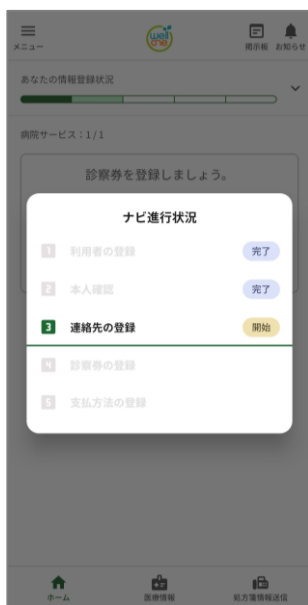 well
one
メニュー
掲示板 お知らせ
あなたの情報登録状況
病院サービス：1/1
診察券を登録しましょう。
ナビ進行状況
1 利用者の登録 完了
2 本人確認 完了
3 連絡先の登録 開始
4 診察券の登録
5 支払方法の登録
ホーム 医療情報 処方箋情報送信